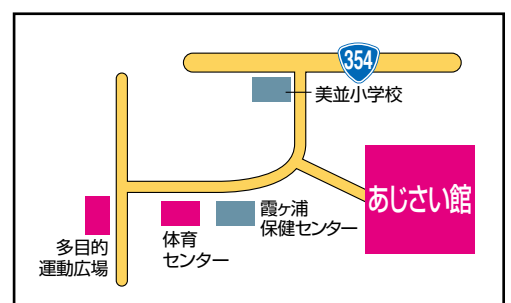 354
美並小学校
あじさい館
霞ヶ浦
保健センター
体育
センター
多目的
運動広場